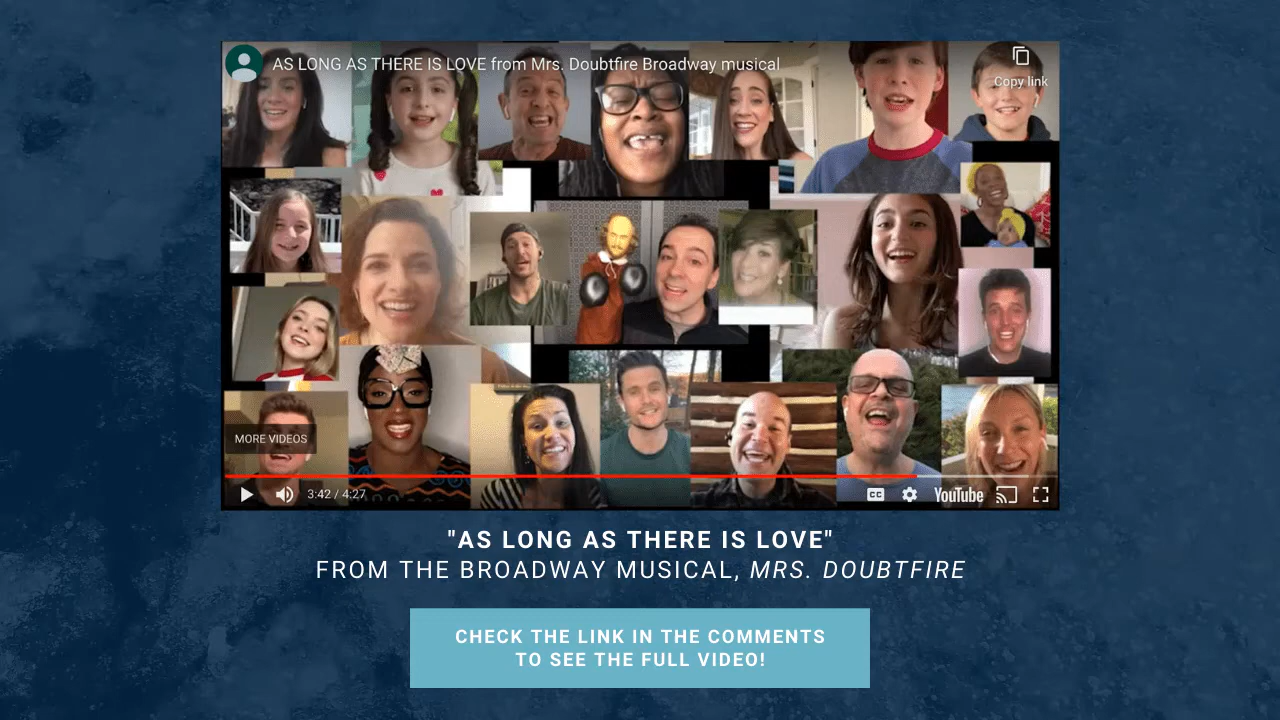 AS LONG AS THERE IS LOVE from Mrs. Doubtfire Broadway musical
Copy link
MORE VIDEOS
3:42 / 4:27
CC
YouTube
"AS LONG AS THERE IS LOVE"
FROM THE BROADWAY MUSICAL, MRS. DOUBTFIRE
CHECK THE LINK IN THE COMMENTS
TO SEE THE FULL VIDEO!